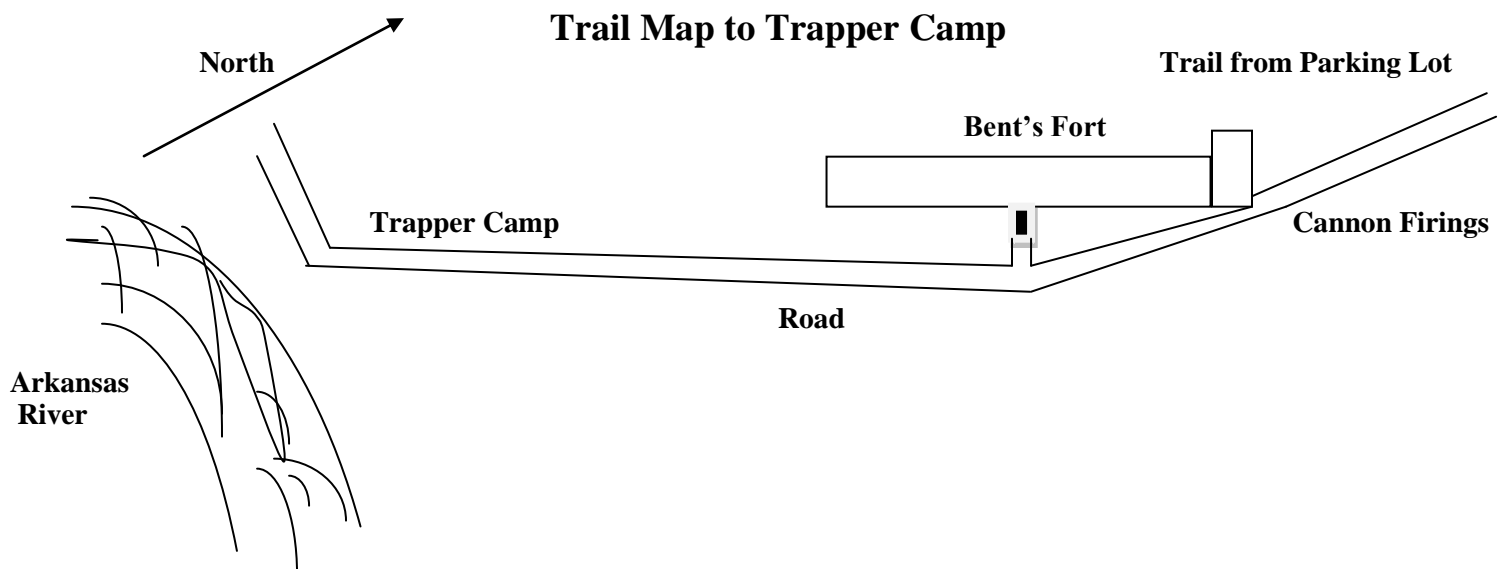 Trail Map to Trapper Camp
North
Trail from Parking Lot
Bent’s Fort
Trapper Camp
Cannon Firings
Road
Arkansas
River